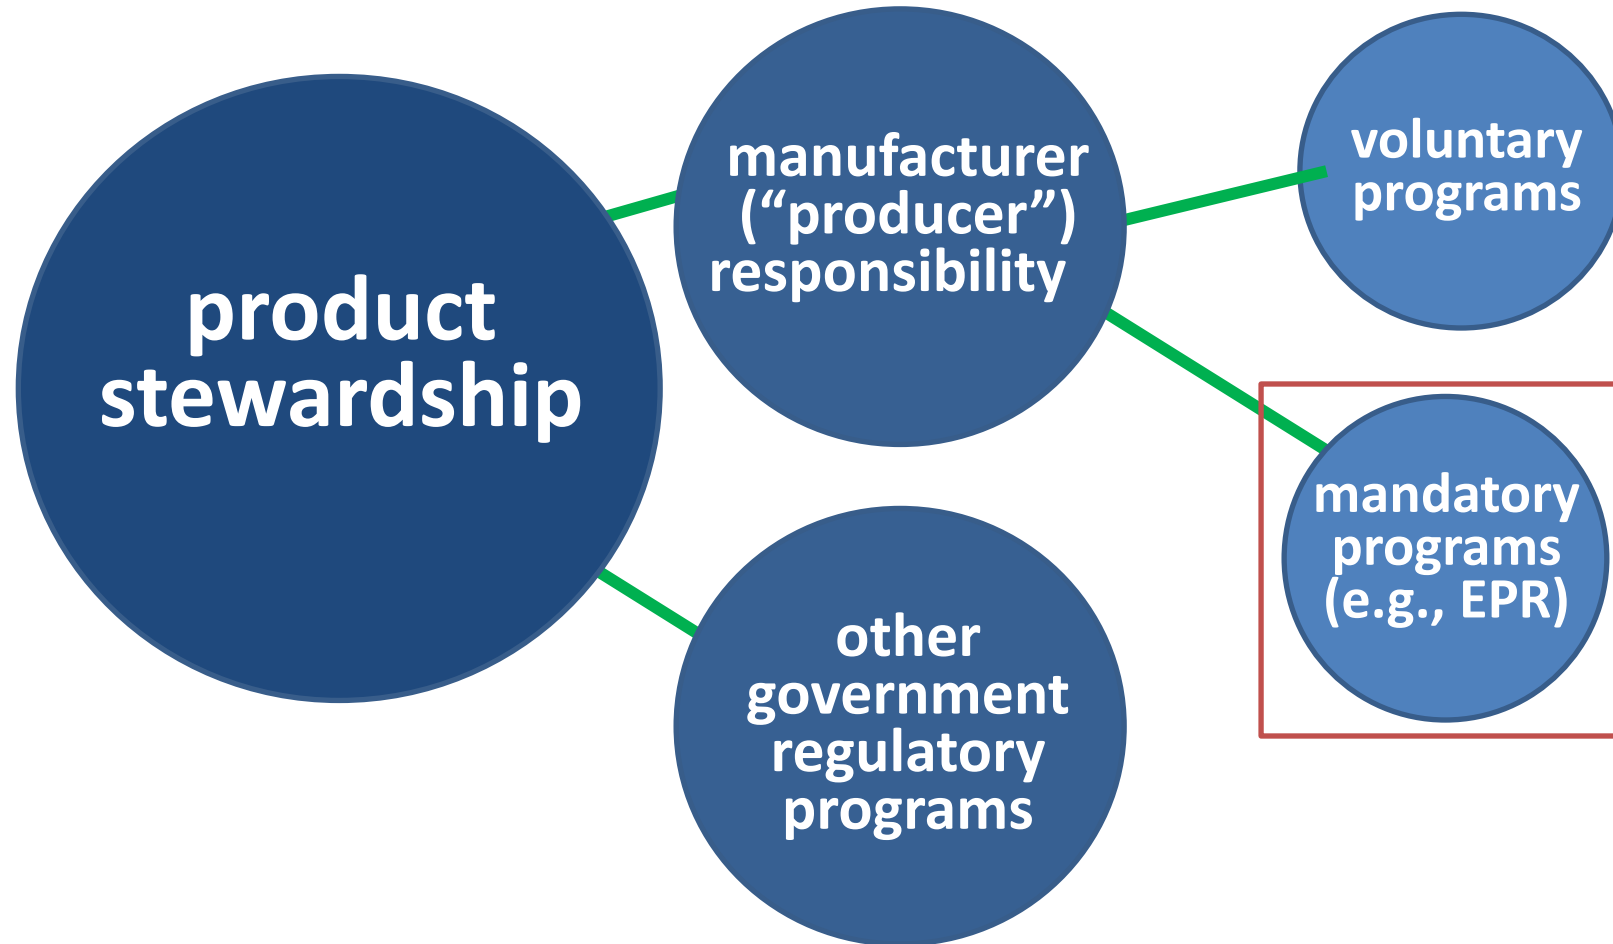 product
stewardship
manufacturer
(“producer”)
responsibility
other
government
regulatory
programs
voluntary
programs
mandatory
programs
(e.g., EPR)